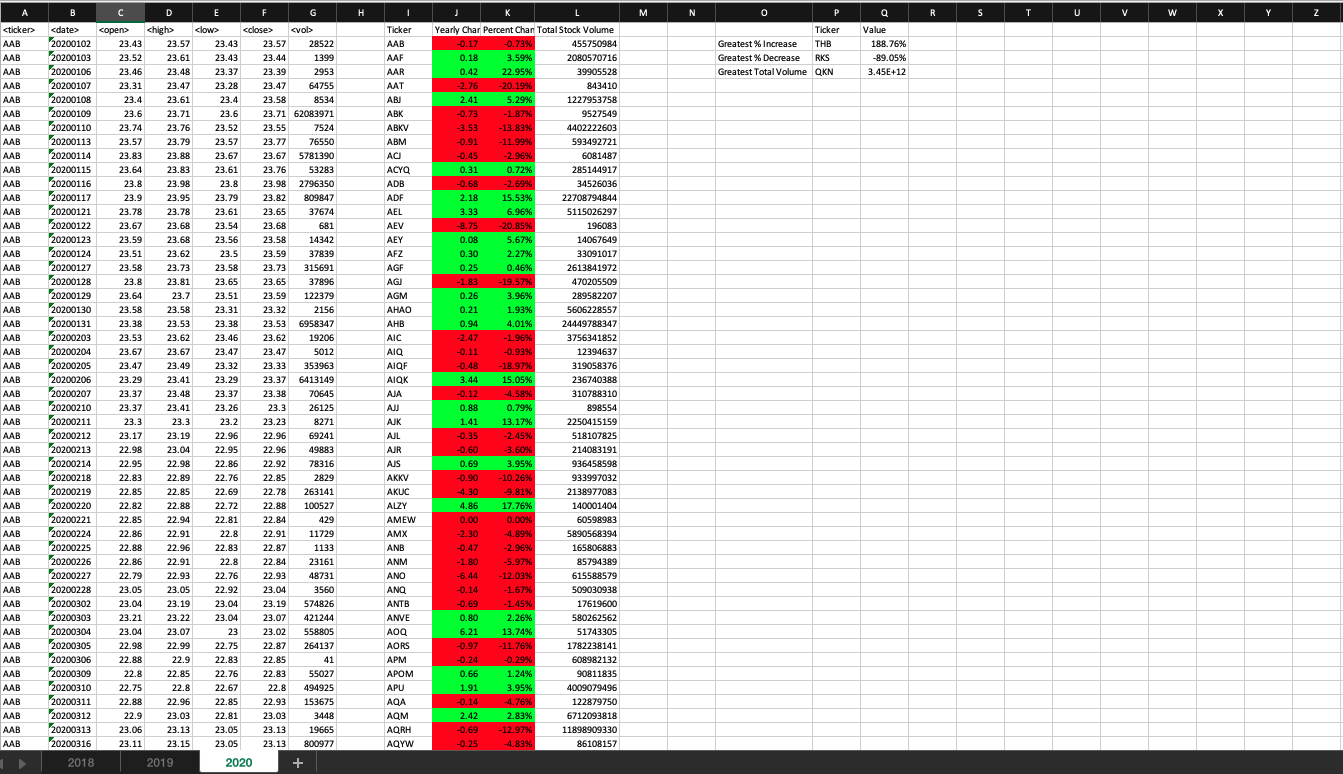 A B C D E F G H I J K L M N O P Q R S T U V W X Y Z
<ticker> <date> <open> <high> <low> <close> <vol> Ticker Yearly Char Percent Chan Total Stock Volume Ticker Value
AAB 20200102 23.43 23.57 23.43 23.57 28522 AAB -0.17 -0.73% 455750984 Greatest % Increase THB 188.76%
AAB 20200103 23.52 23.61 23.43 23.44 1399 AAF 0.18 3.59% 2080570716 Greatest % Decrease RKS -89.05%
AAB 20200106 23.46 23.48 23.37 23.39 2953 AAR 0.42 22.95% 39905528 Greatest Total Volume QKN 3.45E+12
AAB 20200107 23.31 23.47 23.28 23.47 64755 AAT -2.76 -20.19% 843410
AAB 20200108 23.4 23.61 23.4 23.58 8534 ABJ 2.41 5.29% 1227953758
AAB 20200109 23.6 23.71 23.6 23.71 62083971 ABK -0.73 -1.87% 9527549
AAB 20200110 23.74 23.76 23.52 23.55 7524 ABKV -3.53 -13.83% 4402222603
AAB 20200113 23.57 23.79 23.57 23.77 76550 ABM -0.91 -11.99% 593492721
AAB 20200114 23.83 23.88 23.67 23.67 5781390 ACJ -0.45 -2.96% 6081487
AAB 20200115 23.64 23.83 23.61 23.76 53283 ACYQ 0.31 0.72% 285144917
AAB 20200116 23.8 23.98 23.8 23.98 2796350 ADB -0.68 -2.69% 34526036
AAB 20200117 23.9 23.95 23.79 23.82 809847 ADF 2.18 15.53% 22708794844
AAB 20200121 23.78 23.78 23.61 23.65 37674 AEL 3.33 6.96% 5115026297
AAB 20200122 23.67 23.68 23.54 23.68 681 AEV -8.75 -20.85% 196083
AAB 20200123 23.59 23.68 23.56 23.58 14342 AEY 0.08 5.67% 14067649
AAB 20200124 23.51 23.62 23.5 23.59 37839 AFZ 0.30 2.27% 33091017
AAB 20200127 23.58 23.73 23.58 23.73 315691 AGF 0.25 0.46% 2613841972
AAB 20200128 23.8 23.81 23.65 23.65 37896 AGJ -1.83 -19.57% 470205509
AAB 20200129 23.64 23.7 23.51 23.59 122379 AGM 0.26 3.96% 289582207
AAB 20200130 23.58 23.58 23.31 23.32 2156 AHAO 0.21 1.93% 5606228557
AAB 20200131 23.38 23.53 23.38 23.53 6958347 AHB 0.94 4.01% 24449788347
AAB 20200203 23.53 23.62 23.46 23.62 19206 AIC -2.47 -1.96% 3756341852
AAB 20200204 23.67 23.67 23.47 23.47 5012 AIQ -0.11 -0.93% 12394637
AAB 20200205 23.47 23.49 23.32 23.33 353963 AIQF -0.48 -18.97% 319058376
AAB 20200206 23.29 23.41 23.29 23.37 6413149 AIQK 3.44 15.05% 236740388
AAB 20200207 23.37 23.48 23.37 23.38 70645 AJA -0.12 -4.58% 310788310
AAB 20200210 23.37 23.41 23.26 23.3 26125 AJJ 0.88 0.79% 898554
AAB 20200211 23.3 23.3 23.2 23.23 8271 AJK 1.41 13.17% 2250415159
AAB 20200212 23.17 23.19 22.96 22.96 69241 AJL -0.35 -2.45% 518107825
AAB 20200213 22.98 23.04 22.95 22.96 49883 AJR -0.60 -3.60% 214083191
AAB 20200214 22.95 22.98 22.86 22.92 78316 AJS 0.69 3.95% 936458598
AAB 20200218 22.83 22.89 22.76 22.85 2829 AKKV -0.90 -10.26% 933997032
AAB 20200219 22.85 22.85 22.69 22.78 263141 AKUC -4.30 -9.81% 2138977083
AAB 20200220 22.82 22.88 22.72 22.88 100527 ALZY 4.86 17.76% 140001404
AAB 20200221 22.85 22.94 22.81 22.84 429 AMEW 0.00 0.00% 60598983
AAB 20200224 22.86 22.91 22.8 22.91 11729 AMX -2.30 -4.89% 5890568394
AAB 20200225 22.88 22.96 22.83 22.87 1133 ANB -0.47 -2.96% 165806883
AAB 20200226 22.86 22.91 22.8 22.84 23161 ANM -1.80 -5.97% 85794389
AAB 20200227 22.79 22.93 22.76 22.93 48731 ANO -6.44 -12.03% 615588579
AAB 20200228 23.05 23.05 22.92 23.04 3560 ANQ -0.14 -1.67% 509030938
AAB 20200302 23.04 23.19 23.04 23.19 574826 ANTB -0.69 -1.45% 17619600
AAB 20200303 23.21 23.22 23.04 23.07 421244 ANVE 0.80 2.26% 580262562
AAB 20200304 23.04 23.07 23 23.02 558805 AOQ 6.21 13.74% 51743305
AAB 20200305 22.98 22.99 22.75 22.87 264137 AORS -0.97 -11.76% 1782238141
AAB 20200306 22.88 22.9 22.83 22.85 41 APM -0.24 -0.29% 608982132
AAB 20200309 22.8 22.85 22.76 22.83 55027 APOM 0.66 1.24% 90811835
AAB 20200310 22.75 22.8 22.67 22.8 494925 APU 1.91 3.95% 4009079496
AAB 20200311 22.88 22.96 22.85 22.93 153675 AQA -0.14 -4.76% 122879750
AAB 20200312 22.9 23.03 22.81 23.03 3448 AQM 2.42 2.83% 6712093818
AAB 20200313 23.06 23.13 23.05 23.13 19665 AQRH -0.69 -12.97% 11898909330
AAB 20200316 23.11 23.15 23.05 23.13 800977 AQYW -0.25 -4.83% 86108157
2018 2019 2020 +